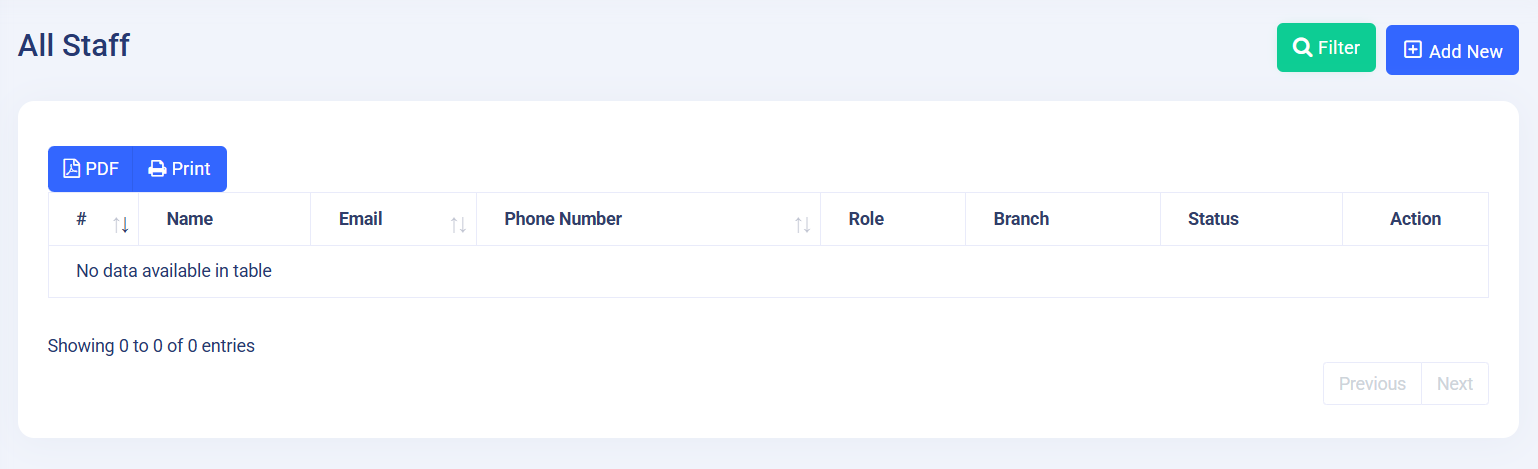 All Staff
Filter
Add New
PDF Print
# Name Email Phone Number Role Branch Status Action
No data available in table
Showing 0 to 0 of 0 entries
Previous Next